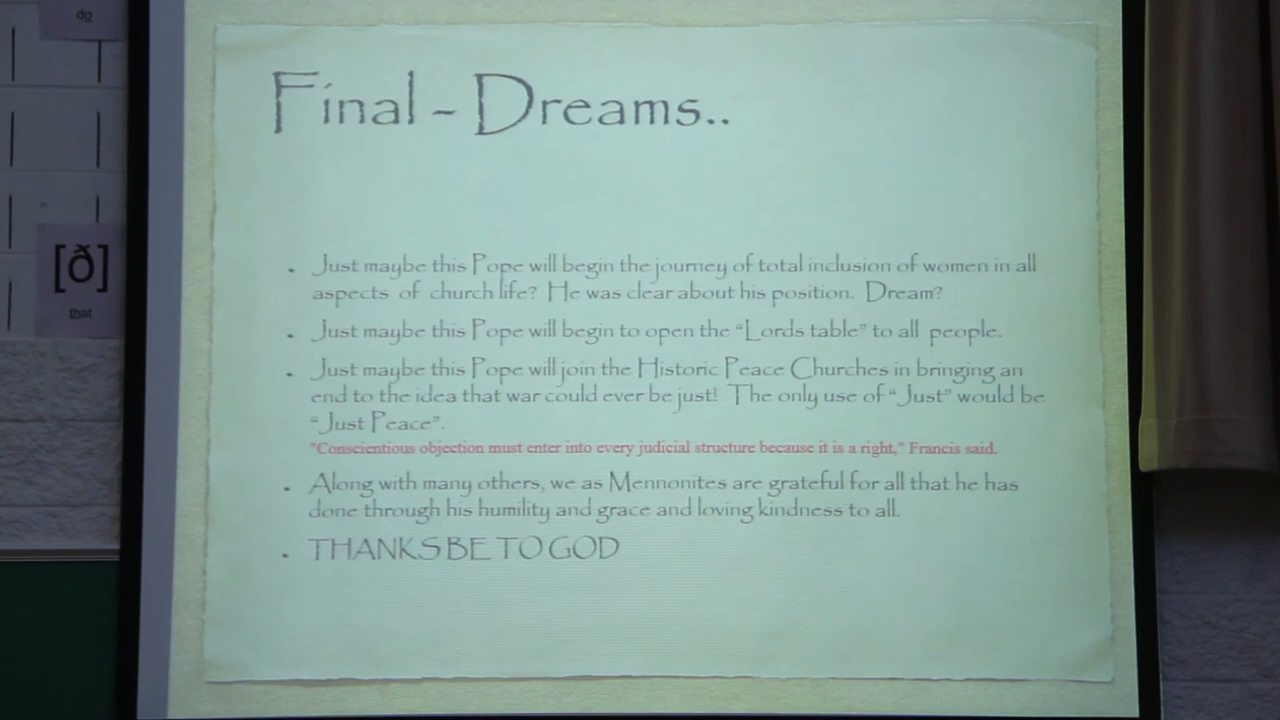 do
Final - Dreams..
• Just maybe this Pope will begin the journey of total inclusion of women in all
aspects of church life? He was clear about his position. Dream?
• Just maybe this Pope will begin to open the “Lords table” to all people.
• Just maybe this Pope will join the Historic Peace Churches in bringing an
end to the idea that war could ever be just! The only use of “Just” would be
“Just Peace”.
"Conscientious objection must enter into every judicial structure because it is a right," Francis said.
• Along with many others, we as Mennonites are grateful for all that he has
done through his humility and grace and loving kindness to all.
• THANKS BE TO GOD
[ð]
that